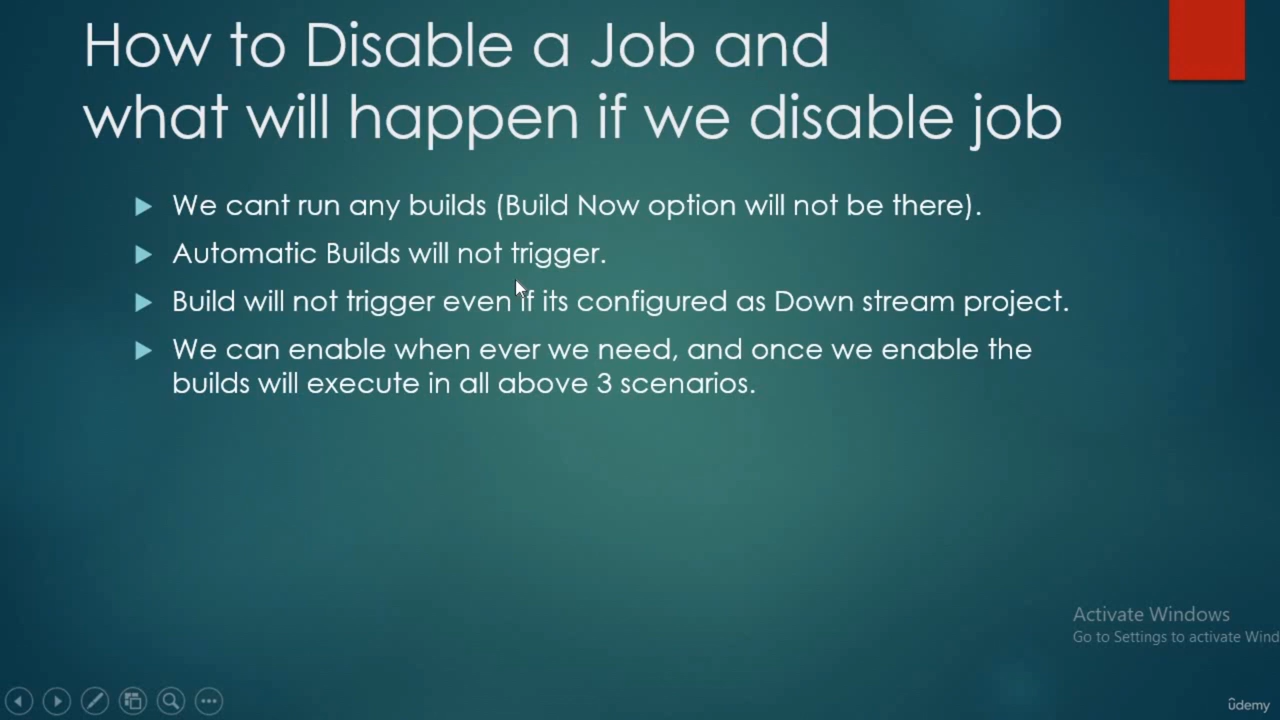 How to Disable a Job and
what will happen if we disable job
We cant run any builds (Build Now option will not be there).
Automatic Builds will not trigger.
Build will not trigger even if its configured as Down stream project.
We can enable when ever we need, and once we enable the
builds will execute in all above 3 scenarios.
Activate Windows
Go to Settings to activate Wind
ûdemy